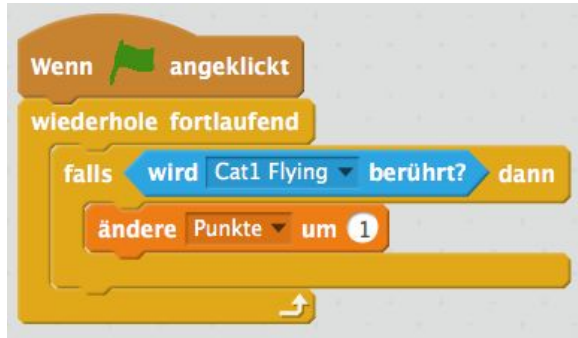 Wenn angeklickt
wiederhole fortlaufend
falls wird Cat1 Flying berührt? dann
ändere Punkte um 1